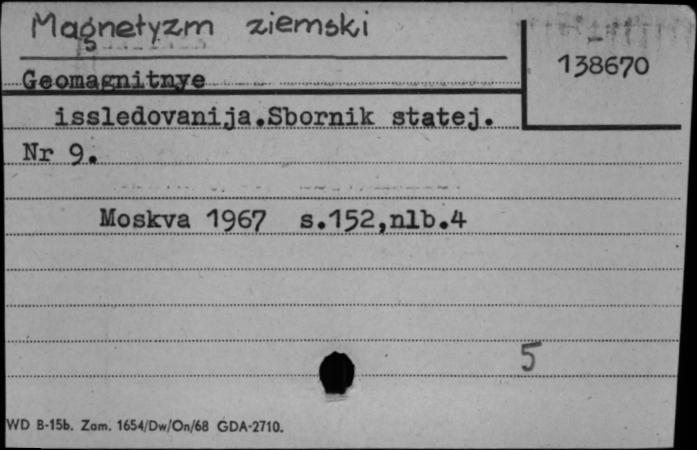 Magnetyzm ziemski
138670
Geomagnitnye
issledovanija.Sbornik statej.
Nr 9.
Moskva 1967 s.152,nlb.4
5
WD B-15b. Zam. 1654/Dw/On/68 GDA-2710.